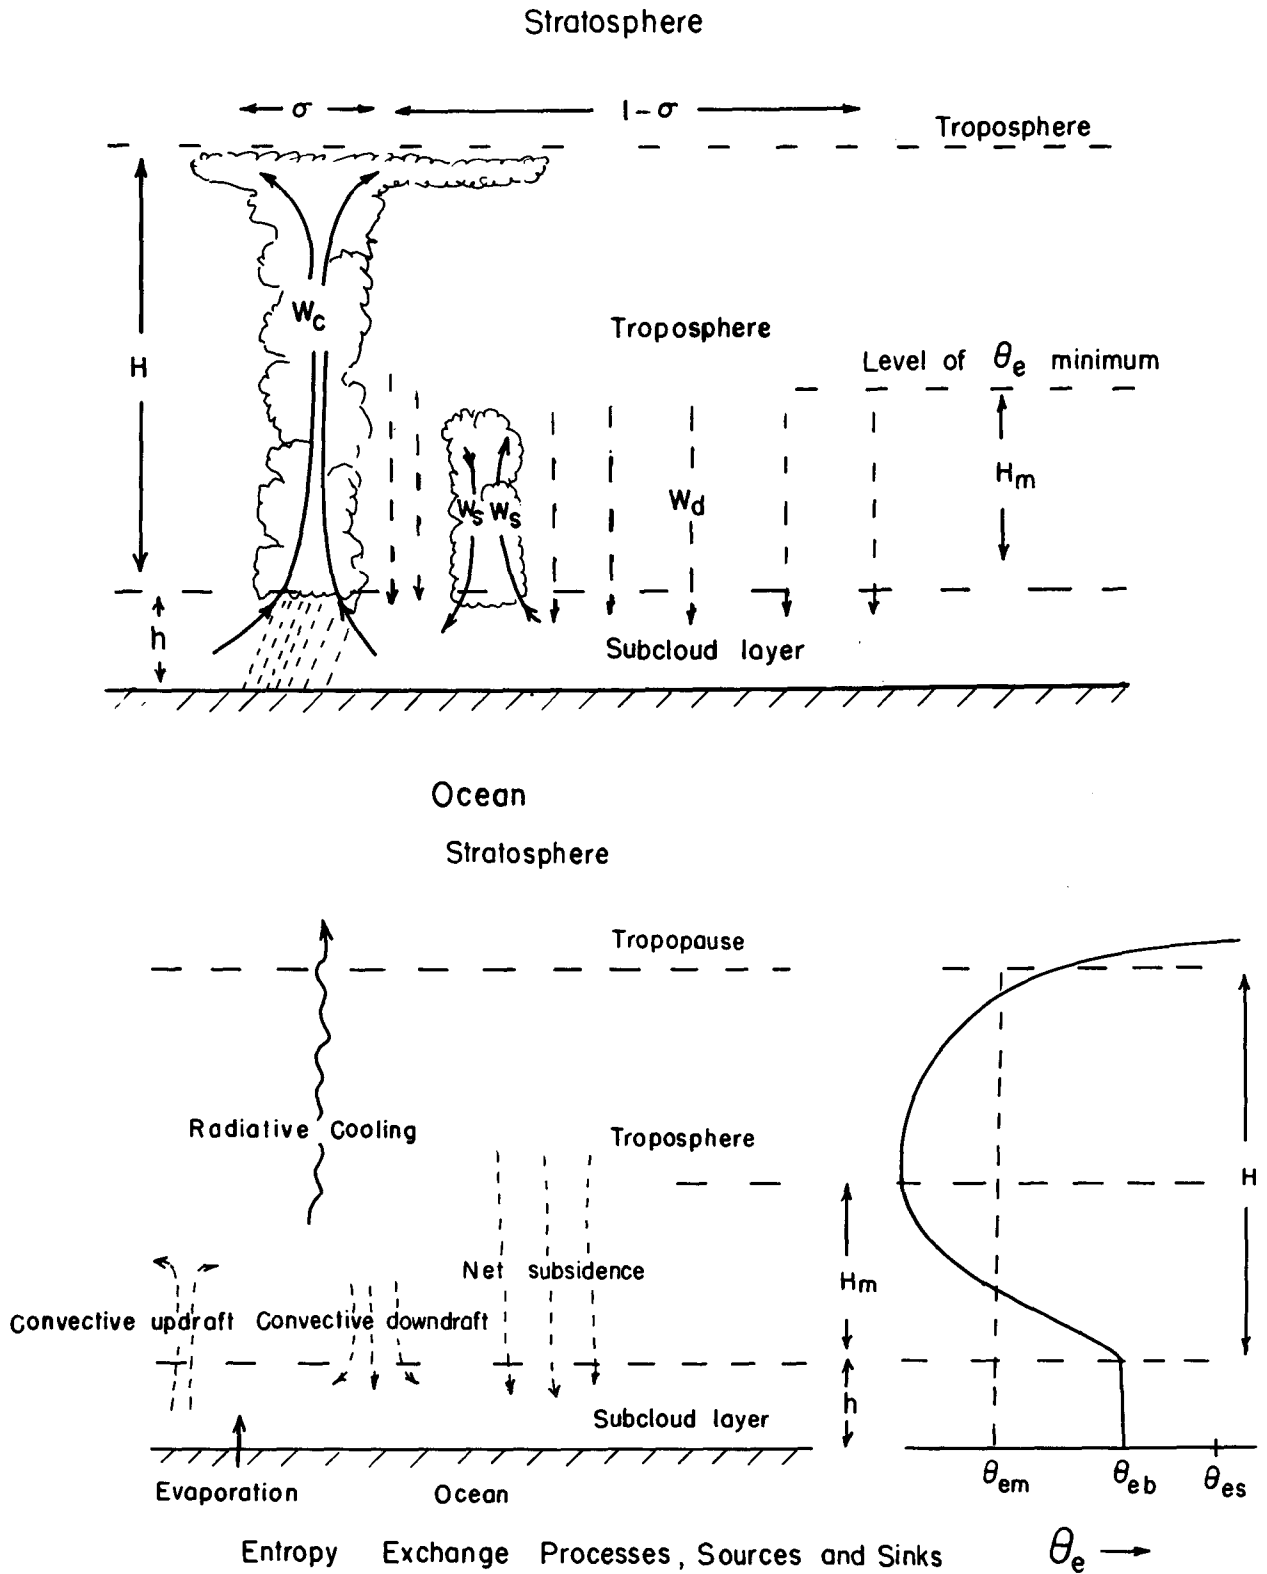 Stratosphere
σ
1-σ
Troposphere
H
Wc
Troposphere
Level of θe minimum
Hm
Ws Ws
Wd
h
Subcloud layer
Ocean
Stratosphere
Tropopause
Radiative Cooling
Troposphere
H
Net subsidence
Hm
Convective updraft Convective downdraft
h
Subcloud layer
Evaporation
Ocean
θem
θeb
θes
Entropy Exchange Processes, Sources and Sinks
θe